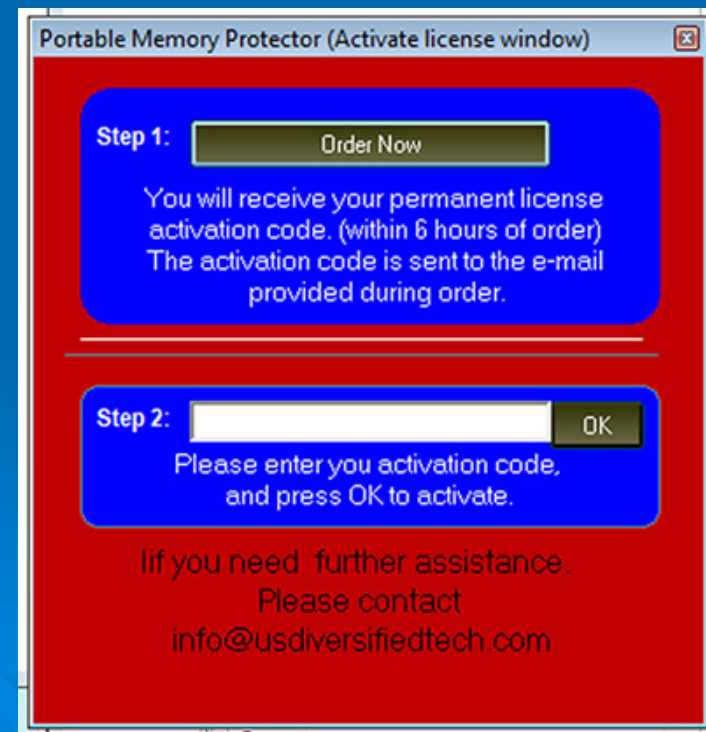 Portable Memory Protector (Activate license window)
Step 1:
Order Now
You will receive your permanent license
activation code. (within 6 hours of order)
The activation code is sent to the e-mail
provided during order.
Step 2:
OK
Please enter you activation code,
and press OK to activate.
Iif you need further assistance.
Please contact
info@usdiversifiedtech.com